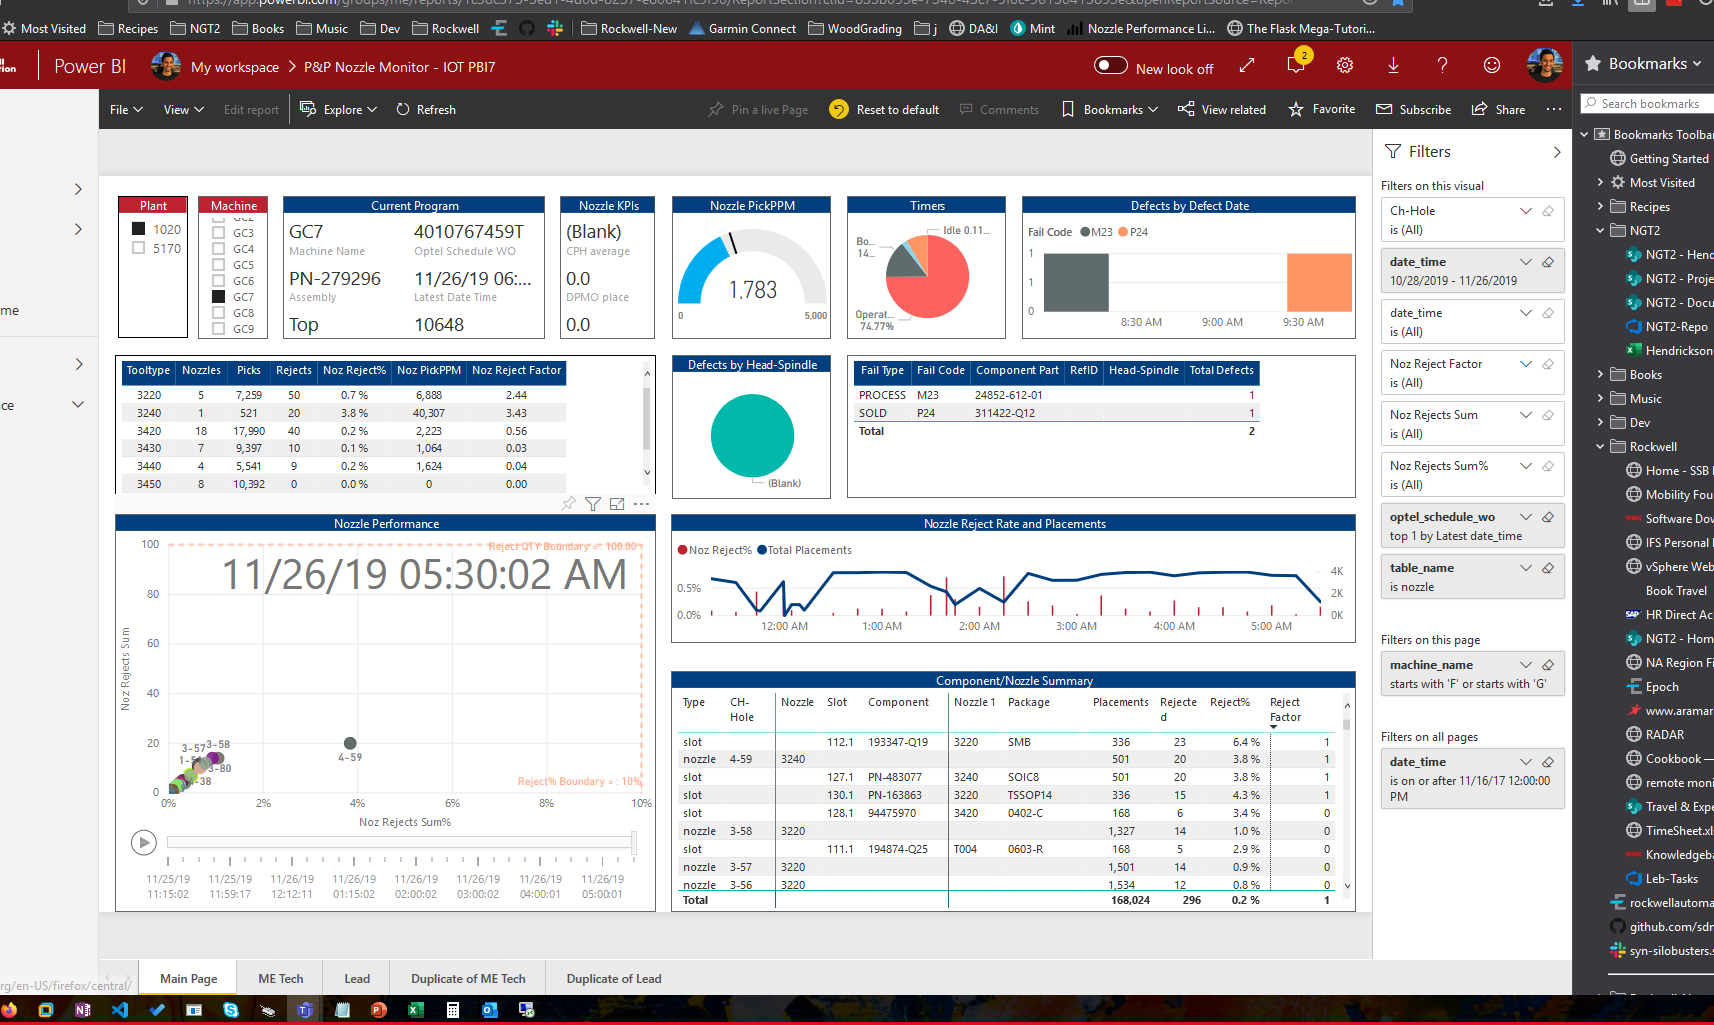 Most Visited Recipes NGT2 Books Music Dev Rockwell Rockwell-New Garmin Connect WoodGrading j DA&I Mint Nozzle Performance Li... The Flask Mega-Tutori...
Power BI My workspace > P&P Nozzle Monitor - IOT PBI7 New look off 2
Bookmarks
File View Edit report Explore Refresh Pin a live Page Reset to default Comments Bookmarks View related Favorite Subscribe Share ...
Search bookmarks
Plant
1020
5170
Machine
GC2
GC3
GC4
GC5
GC6
GC7
GC8
GC9
Current Program
GC7 4010767459T
Machine Name Optel Schedule WO
PN-279296 11/26/19 06:...
Assembly Latest Date Time
Top 10648
Nozzle KPIs
(Blank)
CPH average
0.0
DPMO place
0.0
Nozzle PickPPM
1,783
0 5,000
Timers
Idle 0.11...
Bo...
14...
Operat...
74.77%
Defects by Defect Date
Fail Code M23 P24
1
1
0
8:30 AM 9:00 AM 9:30 AM
Tooltype Nozzles Picks Rejects Noz Reject% Noz PickPPM Noz Reject Factor
3220 5 7,259 50 0.7 % 6,888 2.44
3240 1 521 20 3.8 % 40,307 3.43
3420 18 17,990 40 0.2 % 2,223 0.56
3430 7 9,397 10 0.1 % 1,064 0.03
3440 4 5,541 9 0.2 % 1,624 0.04
3450 8 10,392 0 0.0 % 0 0.00
Defects by Head-Spindle
(Blank)
Fail Type Fail Code Component Part RefID Head-Spindle Total Defects
PROCESS M23 24852-612-01 1
SOLD P24 311422-Q12 1
Total 2
Nozzle Performance
Reject QTY Boundary = : 100.00
11/26/19 05:30:02 AM
Noz Rejects Sum
100
80
60
40
20
0
3-57 3-58
3-80
4-59
Reject% Boundary = : 10%
0% 2% 4% 6% 8% 10%
Noz Rejects Sum%
11/25/19 11/25/19 11/26/19 11/26/19 11/26/19 11/26/19 11/26/19 11/26/19
11:15:02 11:59:17 12:12:11 01:15:02 02:00:02 03:00:02 04:00:01 05:00:01
Nozzle Reject Rate and Placements
Noz Reject% Total Placements
0.5%
0.0%
4K
2K
0K
12:00 AM 1:00 AM 2:00 AM 3:00 AM 4:00 AM 5:00 AM
Component/Nozzle Summary
Type CH-Hole Nozzle Slot Component Nozzle 1 Package Placements Rejected Reject% Reject Factor
slot 112.1 193347-Q19 3220 SMB 336 23 6.4 % 1
nozzle 4-59 3240 501 20 3.8 % 1
slot 127.1 PN-483077 3240 SOIC8 501 20 3.8 % 1
slot 130.1 PN-163863 3220 TSSOP14 336 15 4.3 % 1
slot 128.1 94475970 3420 0402-C 168 6 3.4 % 0
nozzle 3-58 3220 1,327 14 1.0 % 0
slot 111.1 194874-Q25 T004 0603-R 168 5 2.9 % 0
nozzle 3-57 3220 1,501 14 0.9 % 0
nozzle 3-56 3220 1,534 12 0.8 % 0
Total 168,024 296 0.2 % 1
Filters
Filters on this visual
Ch-Hole
is (All)
date_time
10/28/2019 - 11/26/2019
date_time
is (All)
Noz Reject Factor
is (All)
Noz Rejects Sum
is (All)
Noz Rejects Sum%
is (All)
optel_schedule_wo
top 1 by Latest date_time
table_name
is nozzle
Filters on this page
machine_name
starts with 'F' or starts with 'G'
Filters on all pages
date_time
is on or after 11/16/17 12:00:00
PM
Bookmarks Toolbar
Getting Started
Most Visited
Recipes
NGT2
NGT2 - Hend
NGT2 - Proje
NGT2 - Docu
NGT2-Repo
Hendrickson
Books
Music
Dev
Rockwell
Home - SSB
Mobility Fou
Software Dow
IFS Personal
vSphere Web
Book Travel
HR Direct Ac
NGT2 - Hom
NA Region Fi
Epoch
www.aramar
RADAR
Cookbook —
remote moni
Travel & Expe
TimeSheet.xl
Knowledgeba
Leb-Tasks
rockwellautoma
github.com/sdn
syn-silobusters.s
Main Page ME Tech Lead Duplicate of ME Tech Duplicate of Lead
rg/en-US/firefox/central/